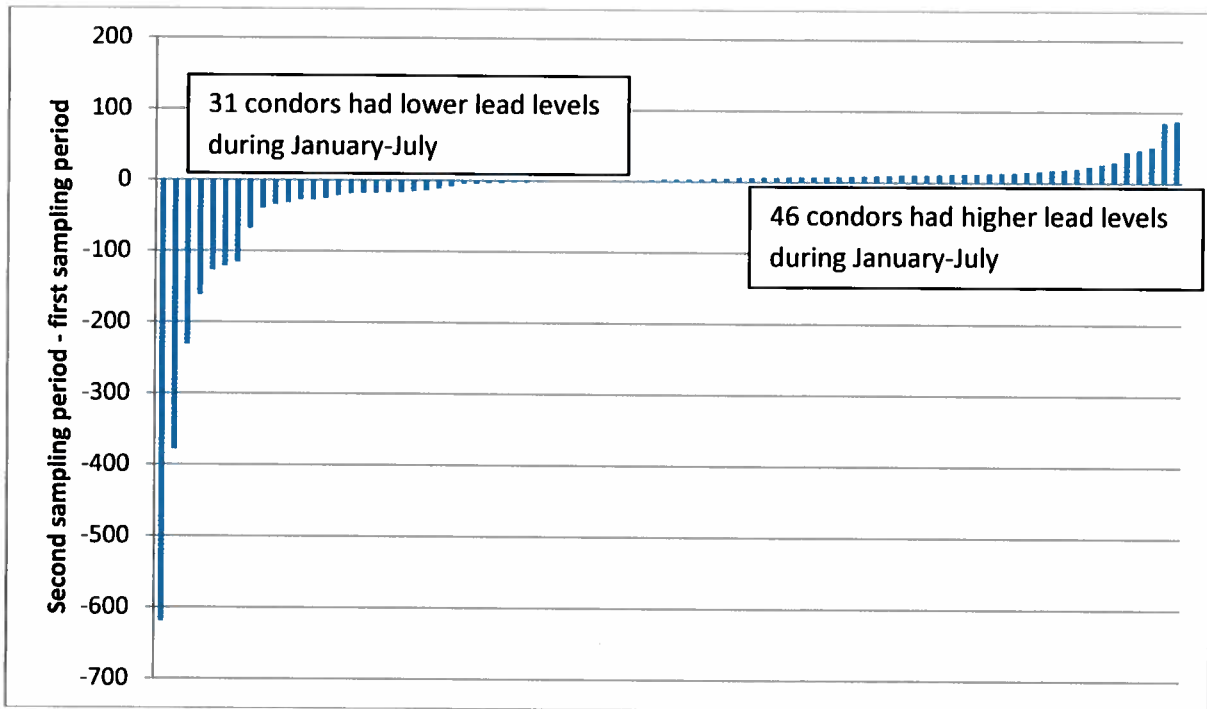 Second sampling period - first sampling period
200
100
0
-100
-200
-300
-400
-500
-600
-700
31 condors had lower lead levels
during January-July
46 condors had higher lead levels
during January-July